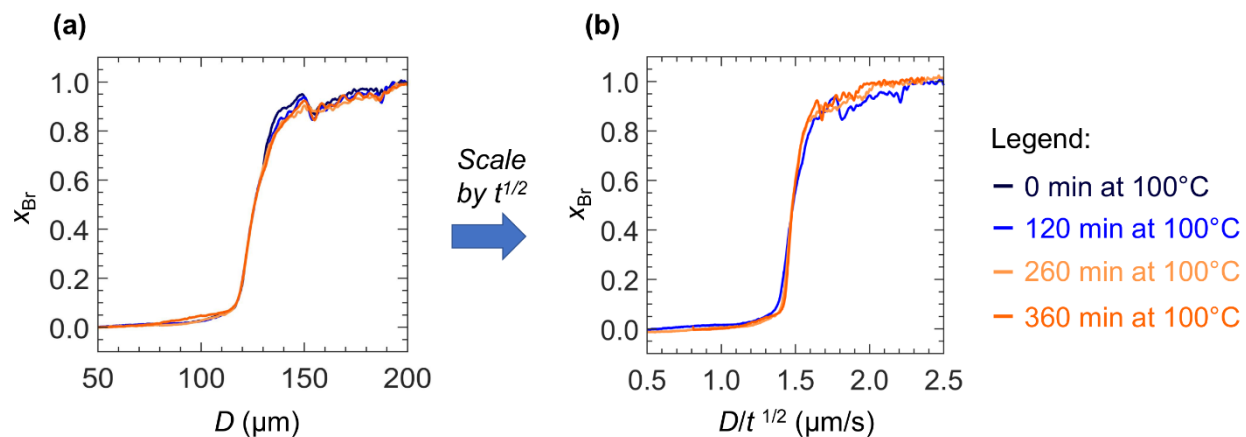 (a)
1.0
0.8
0.6
0.4
0.2
0.0
xBr
50 100 150 200
D (μm)
Scale
by t1/2
(b)
1.0
0.8
0.6
0.4
0.2
0.0
xBr
0.5 1.0 1.5 2.0 2.5
D/t 1/2 (μm/s)
Legend:
0 min at 100°C
120 min at 100°C
260 min at 100°C
360 min at 100°C